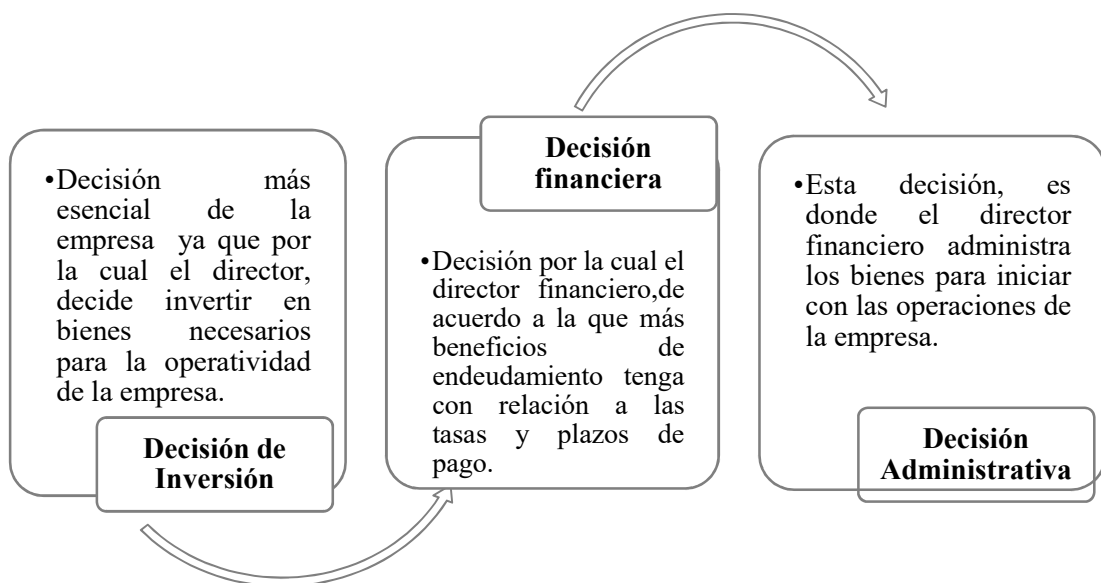 •Decisión más
esencial de la
empresa ya que por
la cual el director,
decide invertir en
bienes necesarios
para la operatividad
de la empresa.
Decisión de
Inversión
Decisión
financiera
•Decisión por la cual el
director financiero,de
acuerdo a la que más
beneficios de
endeudamiento tenga
con relación a las
tasas y plazos de
pago.
•Esta decisión, es
donde el director
financiero administra
los bienes para iniciar
con las operaciones de
la empresa.
Decisión
Administrativa